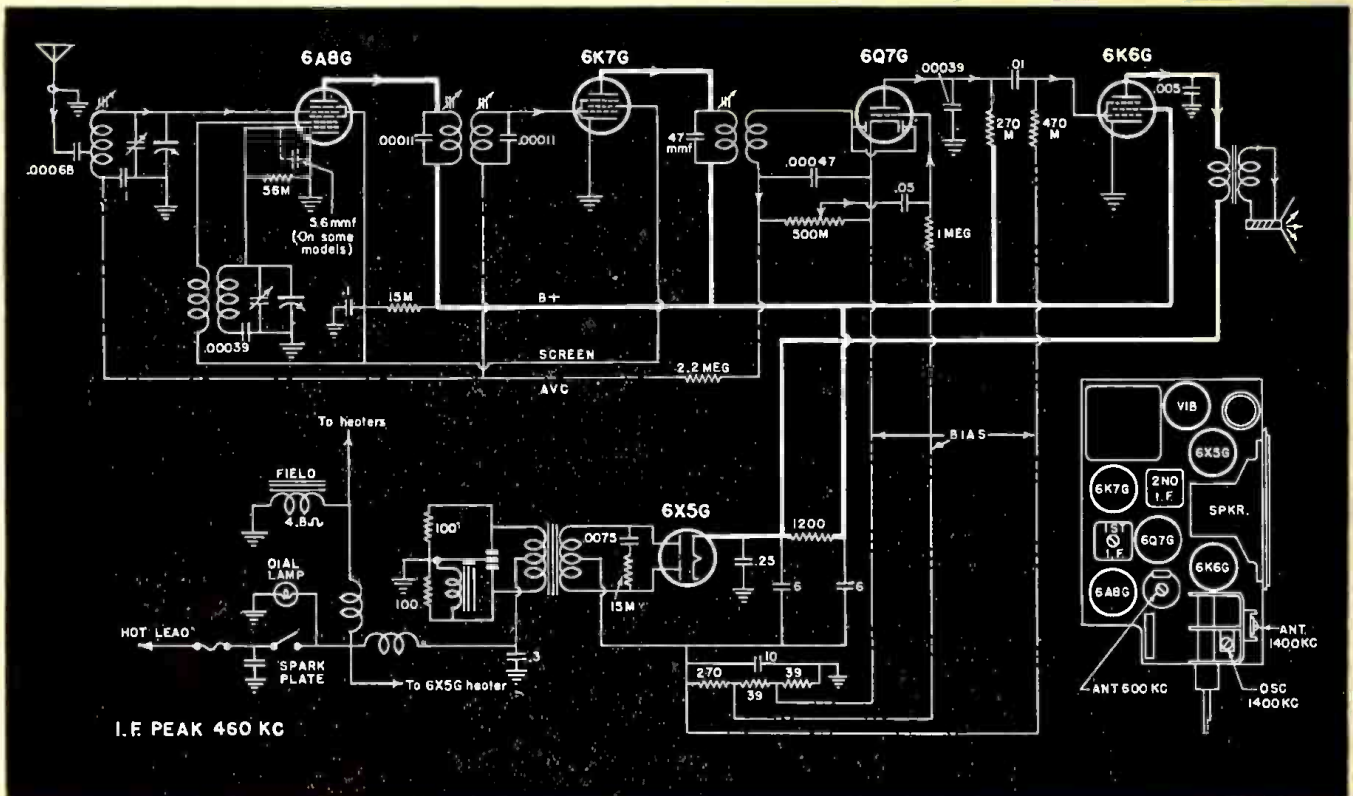 6A8G
6K7G
6Q7G
6K6G
.00068
.1
56M
5.6mmf
(On some
models)
.00039
.1
15M
.00011
.00011
47
mmf
.00047
500M
.05
1 MEG
.00039
270
M
.01
470
M
.005
B+
SCREEN
AVC
2.2 MEG
BIAS
To heaters
FIELD
4.8Ω
DIAL
LAMP
HOT LEAD
SPARK
PLATE
To 6X5G heater
100
100
.3
.0075
15M
6X5G
.25
1200
6
6
10
270
39
39
VIB
6X5G
6K7G
2ND
I.F.
SPKR.
1ST
I.F.
6Q7G
6K6G
6A8G
ANT.
1400KC
ANT 600 KC
OSC
1400KC
I.F. PEAK 460 KC